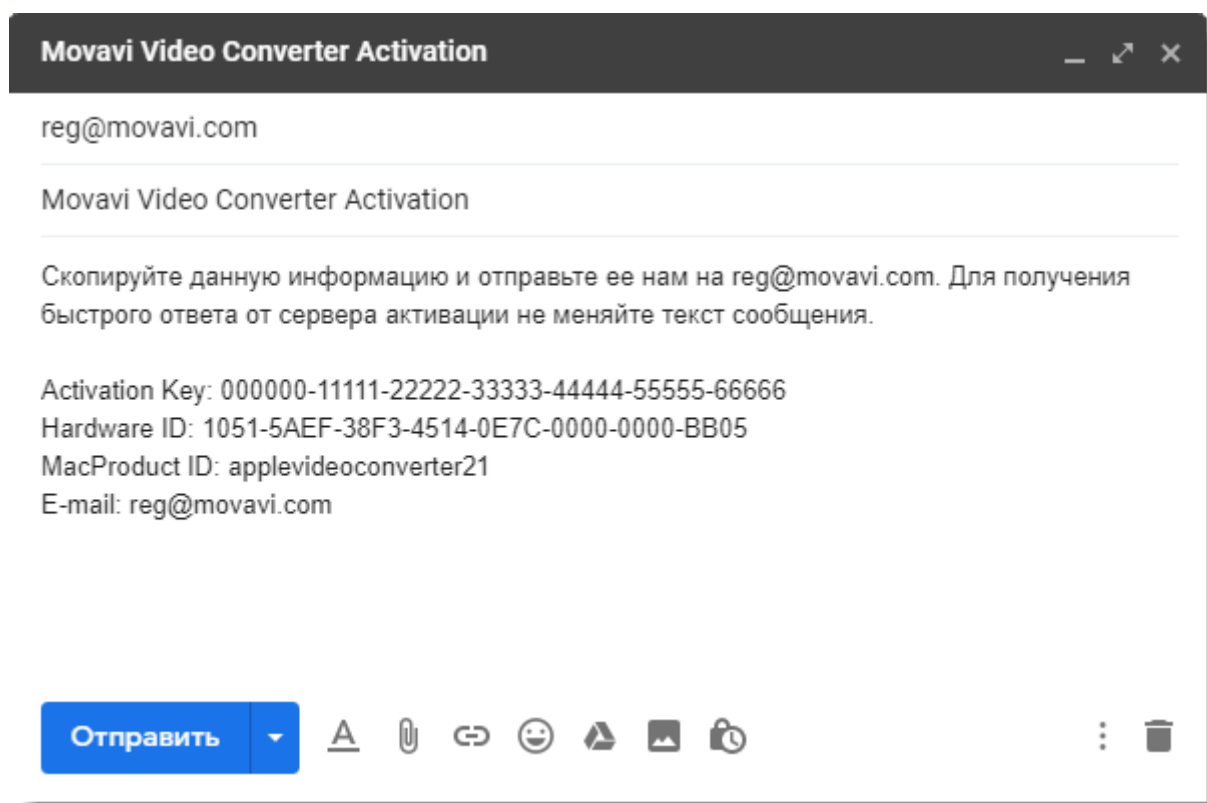 Movavi Video Converter Activation
reg@movavi.com
Movavi Video Converter Activation
Скопируйте данную информацию и отправьте ее нам на reg@movavi.com. Для получения
быстрого ответа от сервера активации не меняйте текст сообщения.
Activation Key: 000000-11111-22222-33333-44444-55555-66666
Hardware ID: 1051-5AEF-38F3-4514-0E7C-0000-0000-BB05
MacProduct ID: applevideoconverter21
E-mail: reg@movavi.com
Отправить